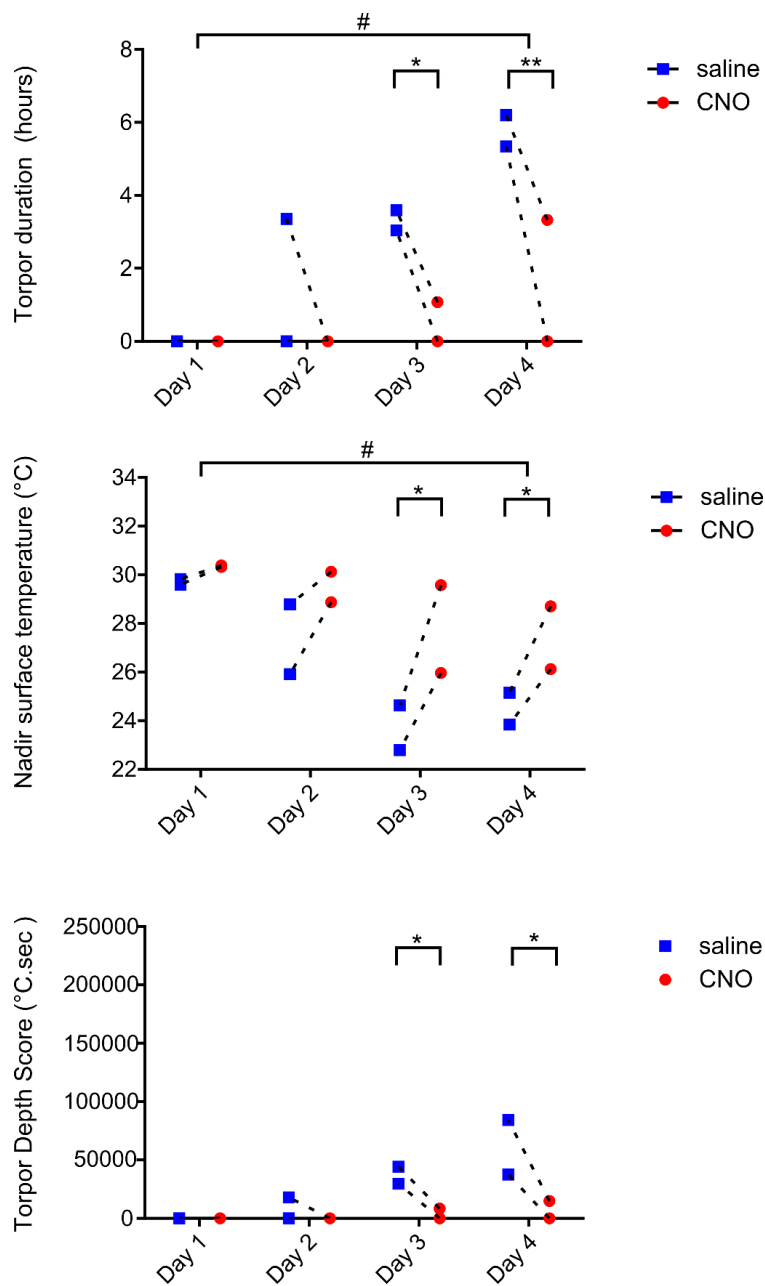 #
8
6
4
2
0
Torpor duration (hours)
*
**
saline
CNO
Day 1
Day 2
Day 3
Day 4
#
34
32
30
28
26
24
22
Nadir surface temperature (°C)
*
*
saline
CNO
Day 1
Day 2
Day 3
Day 4
250000
200000
150000
100000
50000
0
Torpor Depth Score (°C.sec )
*
*
saline
CNO
Day 1
Day 2
Day 3
Day 4